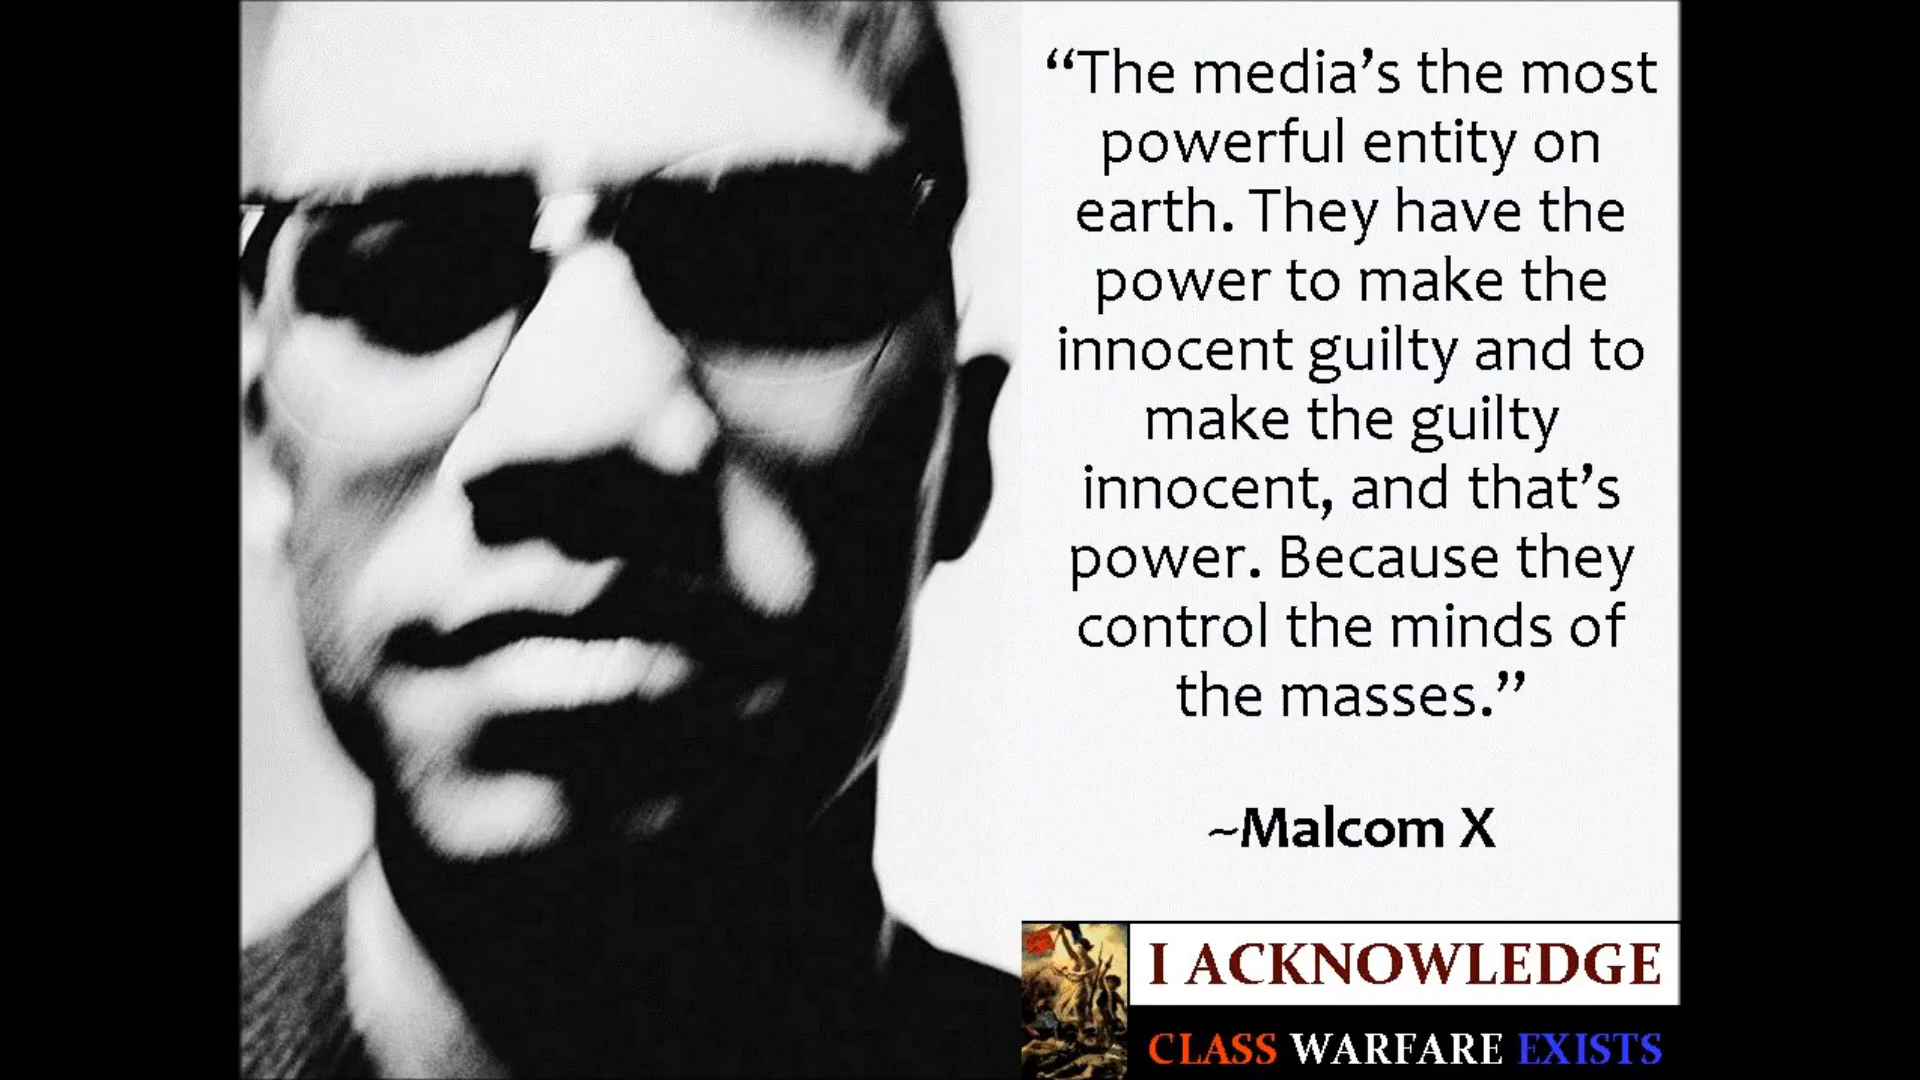 “The media’s the most
powerful entity on
earth. They have the
power to make the
innocent guilty and to
make the guilty
innocent, and that’s
power. Because they
control the minds of
the masses.”
~Malcom X
I ACKNOWLEDGE
CLASS WARFARE EXISTS